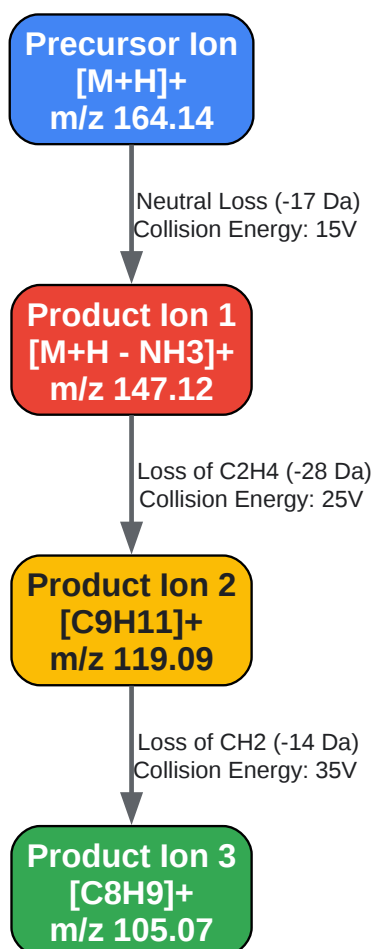 Precursor Ion
[M+H]+
m/z 164.14
Neutral Loss (-17 Da)
Collision Energy: 15V
Product Ion 1
[M+H - NH3]+
m/z 147.12
Loss of C2H4 (-28 Da)
Collision Energy: 25V
Product Ion 2
[C9H11]+
m/z 119.09
Loss of CH2 (-14 Da)
Collision Energy: 35V
Product Ion 3
[C8H9]+
m/z 105.07